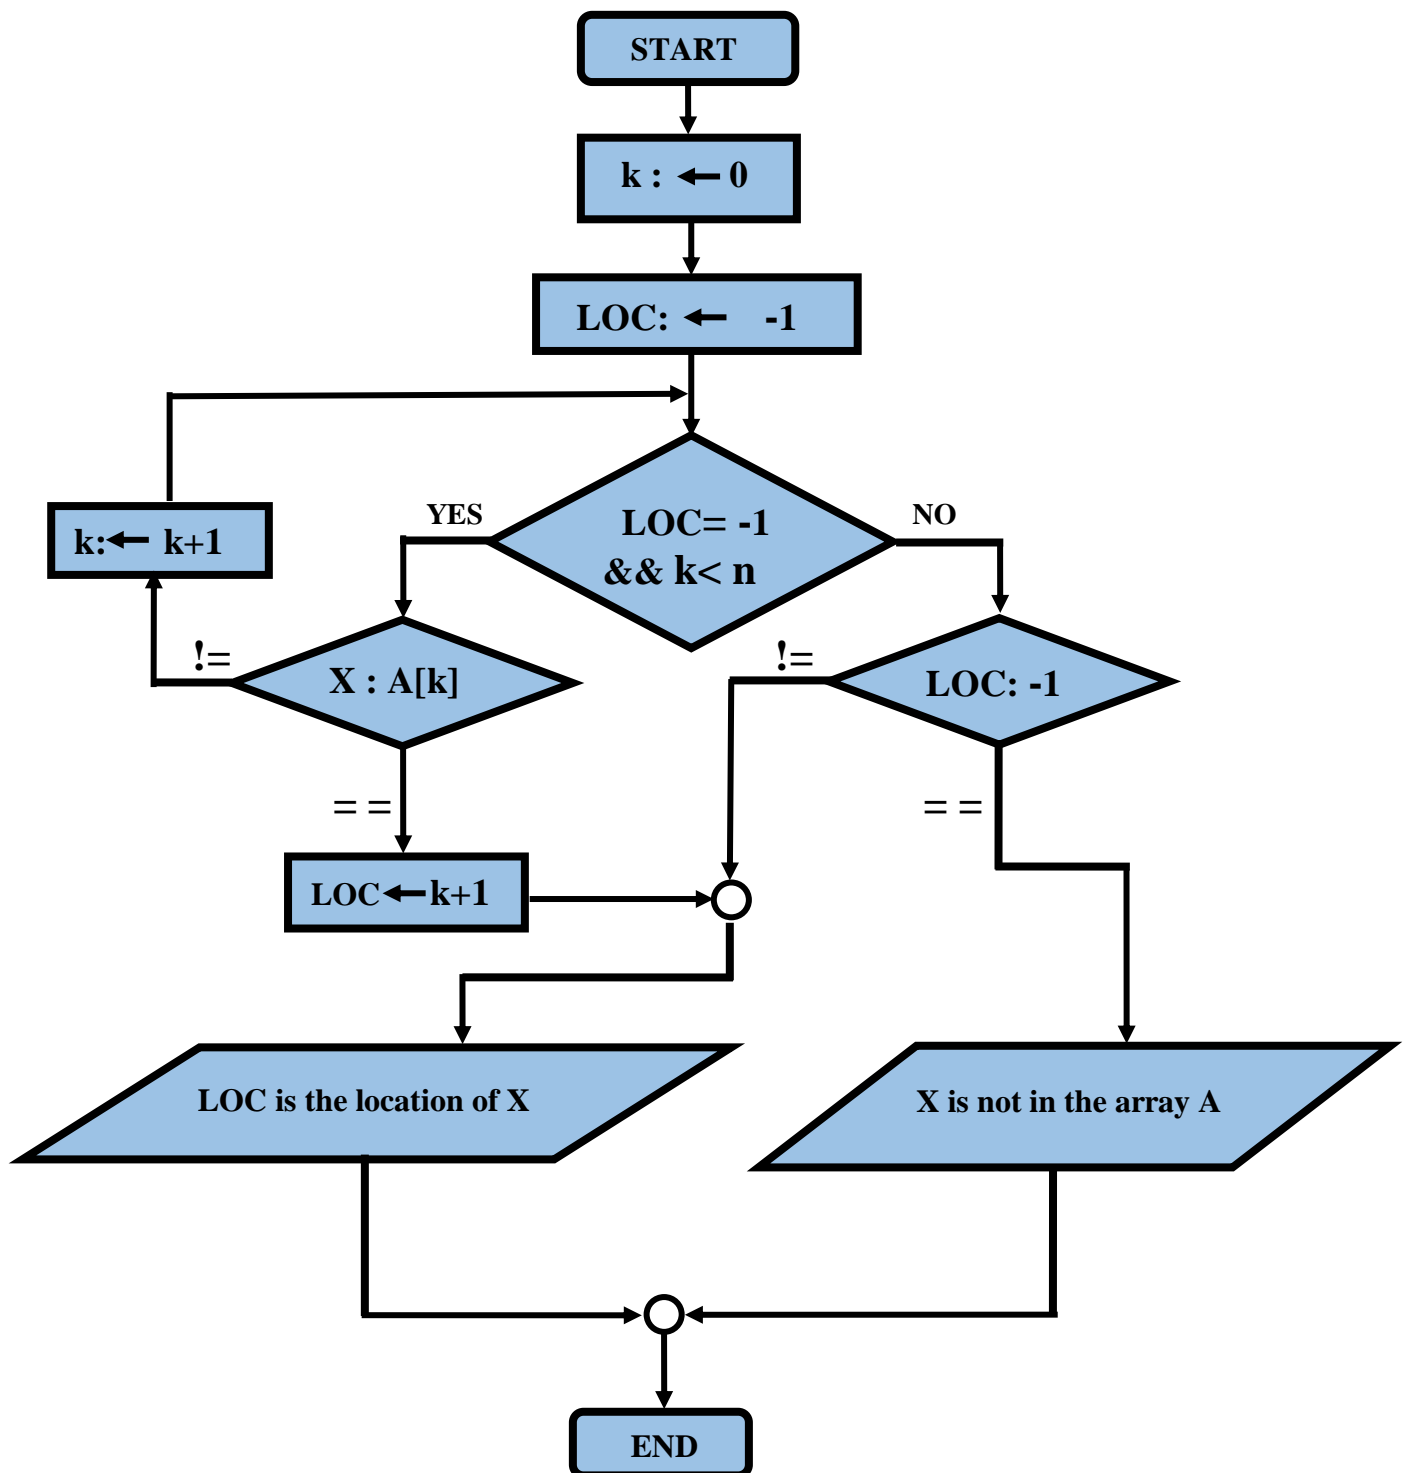 START
k : ← 0
LOC: ← -1
YES
LOC= -1
&& k< n
NO
k:← k+1
!=
X : A[k]
!=
LOC: -1
= =
= =
LOC←k+1
LOC is the location of X
X is not in the array A
END